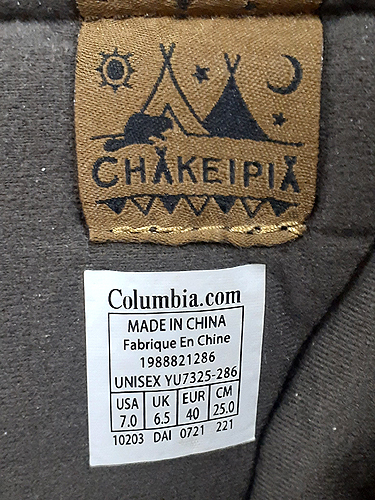 CHAKEIPIA
Columbia.com
MADE IN CHINA
Fabrique En Chine
1988821286
UNISEX YU7325-286
USA UK EUR CM
7.0 6.5 40 25.0
10203 DAI 0721 221